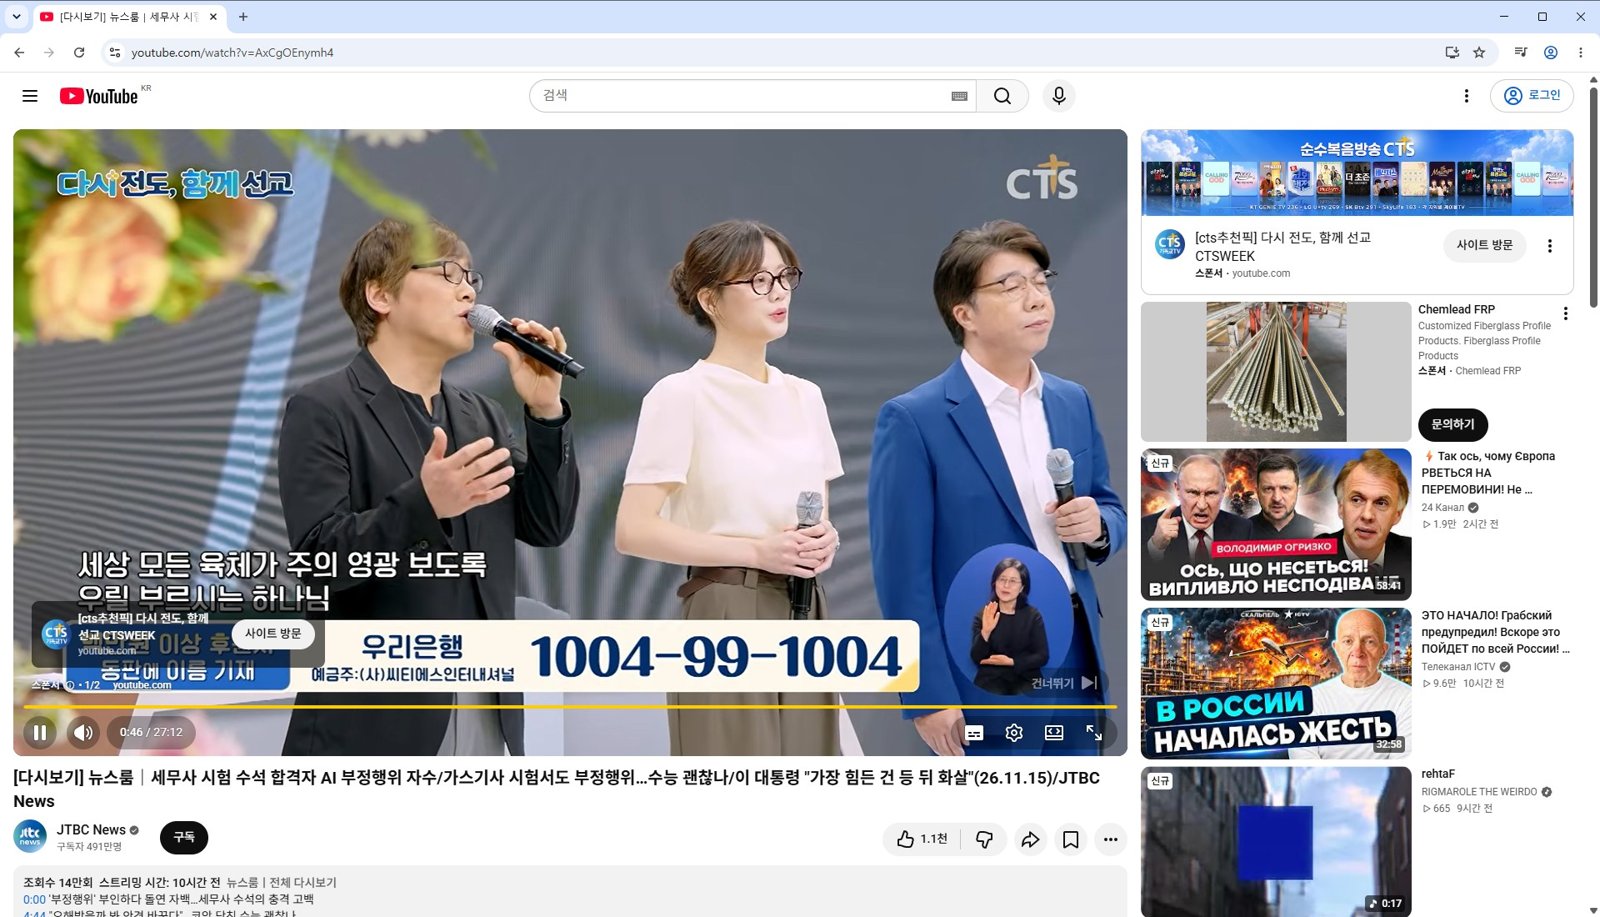 [다시보기] 뉴스룸 | 세무사 시험
youtube.com/watch?v=AxCgOEnymh4
YouTube KR
검색
로그인
다시 전도, 함께 선교
CTS
세상 모든 육체가 주의 영광 보도록
우릴 부르시는 하나님
[cts추천픽] 다시 전도, 함께
선교 CTSWEEK
youtube.com
사이트 방문
이상
동판에 이름 기재
우리은행
예금주:(사)씨티에스인터내셔널
1004-99-1004
스폰서 · 1/2 youtube.com
건너뛰기
0:46 / 27:12
[다시보기] 뉴스룸｜세무사 시험 수석 합격자 AI 부정행위 자수/가스기사 시험서도 부정행위…수능 괜찮나/이 대통령 "가장 힘든 건 등 뒤 화살"(26.11.15)/JTBC
News
jtbc
news
JTBC News
구독자 491만명
구독
1.1천
조회수 14만회 스트리밍 시간: 10시간 전 뉴스룸 | 전체 다시보기
0:00 '부정행위' 부인하다 돌연 자백…세무사 수석의 충격 고백
순수복음방송 CTS
CTS
[cts추천픽] 다시 전도, 함께 선교
CTSWEEK
스폰서 · youtube.com
사이트 방문
Chemlead FRP
Customized Fiberglass Profile
Products. Fiberglass Profile
Products
스폰서 · Chemlead FRP
문의하기
신규
ВОЛОДИМИР ОГРИЗКО
ОСЬ, ЩО НЕСЕТЬСЯ!
ВИПЛИВЛО НЕСПОДІВАНЕ
58:41
⚡ Так ось, чому Європа
РВЕТЬСЯ НА
ПЕРЕМОВИНИ! Не ...
24 Канал
1.9만 2시간 전
신규
СКАЛЬПЕЛЬ ICTV
В РОССИИ
НАЧАЛАСЬ ЖЕСТЬ
32:58
ЭТО НАЧАЛО! Грабский
предупредил! Вскоре это
ПОЙДЕТ по всей России! ...
Телеканал ICTV
9.6만 10시간 전
신규
0:17
rehtaF
RIGMAROLE THE WEIRDO
665 9시간 전